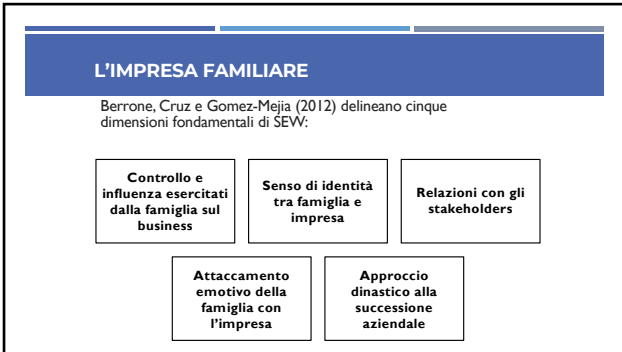 L'IMPRESA FAMILIARE
Berrone, Cruz e Gomez-Mejia (2012) delineano cinque
dimensioni fondamentali di SEW:
Controllo e
influenza esercitati
dalla famiglia sul
business
Senso di identità
tra famiglia e
impresa
Relazioni con gli
stakeholders
Attaccamento
emotivo della
famiglia con
l'impresa
Approccio
dinastico alla
successione
aziendale